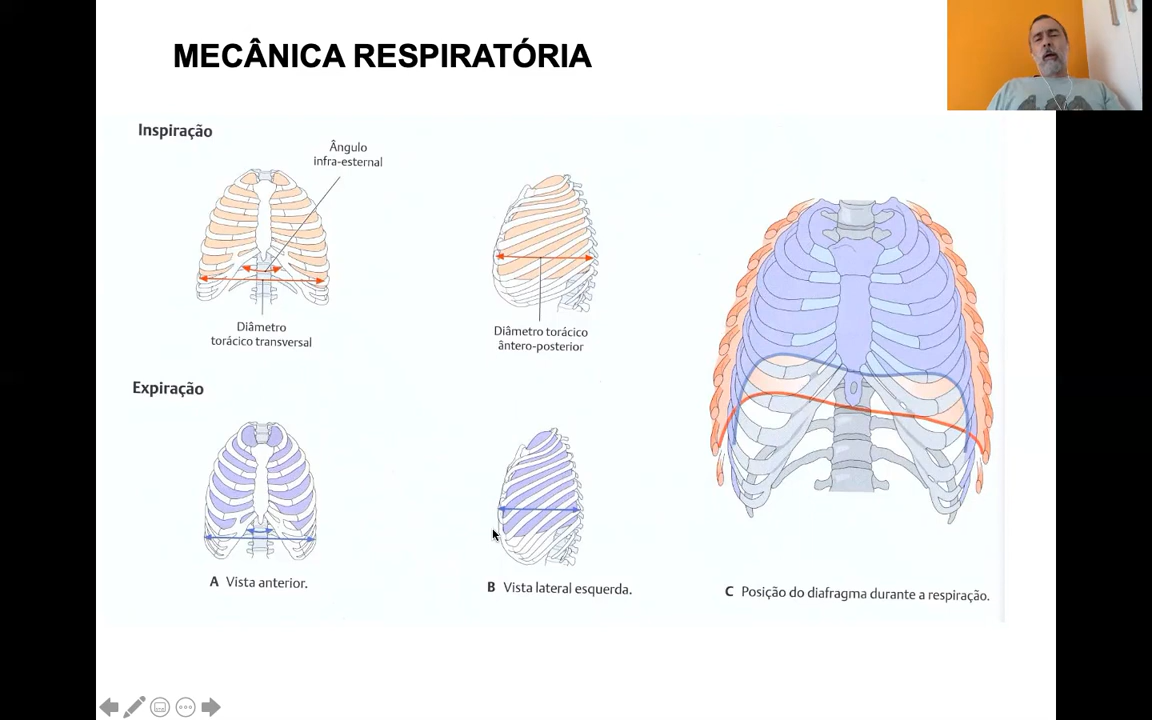 MECÂNICA RESPIRATÓRIA
Inspiração
Ângulo
infra-esternal
Diâmetro
torácico transversal
Diâmetro torácico
ântero-posterior
Expiração
A Vista anterior.
B Vista lateral esquerda.
C Posição do diafragma durante a respiração.